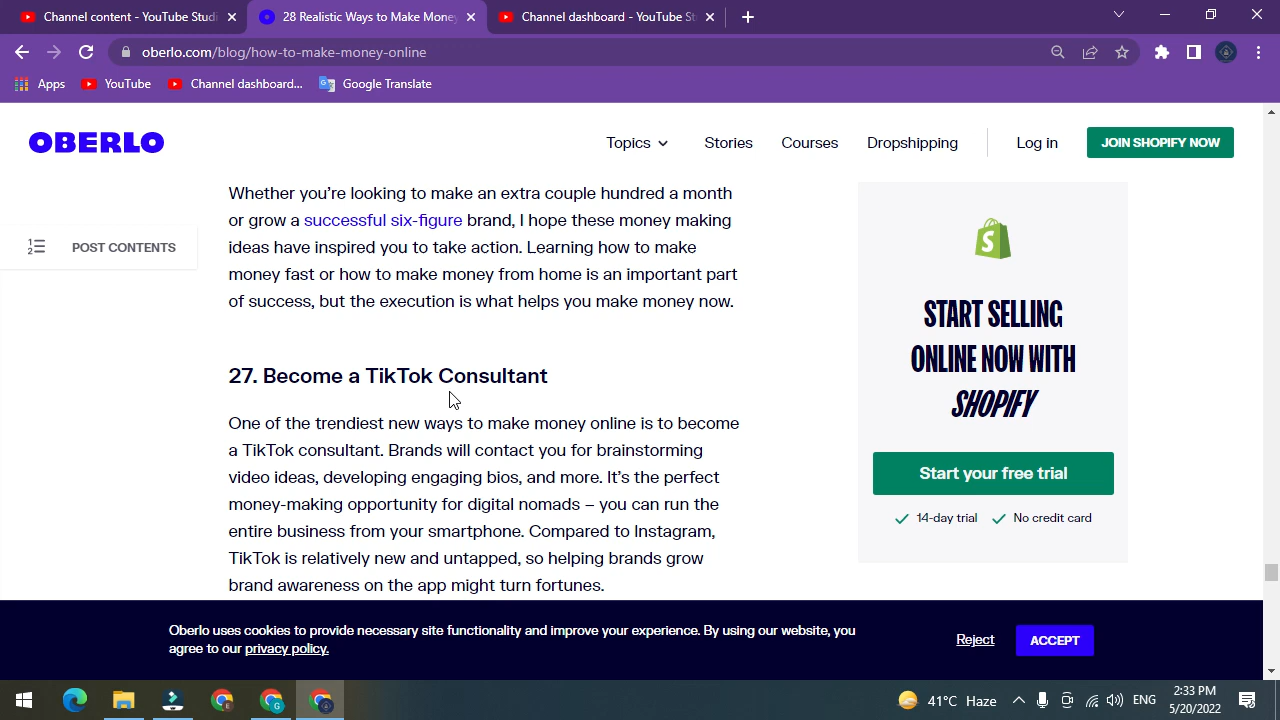 Channel content - YouTube Studi
28 Realistic Ways to Make Money
Channel dashboard - YouTube St
oberlo.com/blog/how-to-make-money-online
Apps
YouTube
Channel dashboard...
Google Translate
OBERLO
Topics
Stories
Courses
Dropshipping
Log in
JOIN SHOPIFY NOW
POST CONTENTS
Whether you're looking to make an extra couple hundred a month
or grow a successful six-figure brand, I hope these money making
ideas here inspired you to take action. Learning how to make
money fast or how to make money from home is an important part
of success, but the execution is what helps you make money now.
27. Become a TikTok Consultant
One of the trendiest new ways to make money online is to become
a TikTok consultant. Brands will contact you for brainstorming
video ideas, developing engaging bios, and more. It's the perfect
money-making opportunity for digital nomads – you can run the
entire business from your smartphone. Compared to Instagram,
TikTok is relatively new and untapped, so helping brands grow
brand awareness on the app might turn fortunes.
START SELLING
ONLINE NOW WITH
SHOPIFY
Start your free trial
14-day trial
No credit card
Oberlo uses cookies to provide necessary site functionality and improve your experience. By using our website, you
agree to our privacy policy.
Reject
ACCEPT
41°C Haze
ENG
2:33 PM
5/20/2022